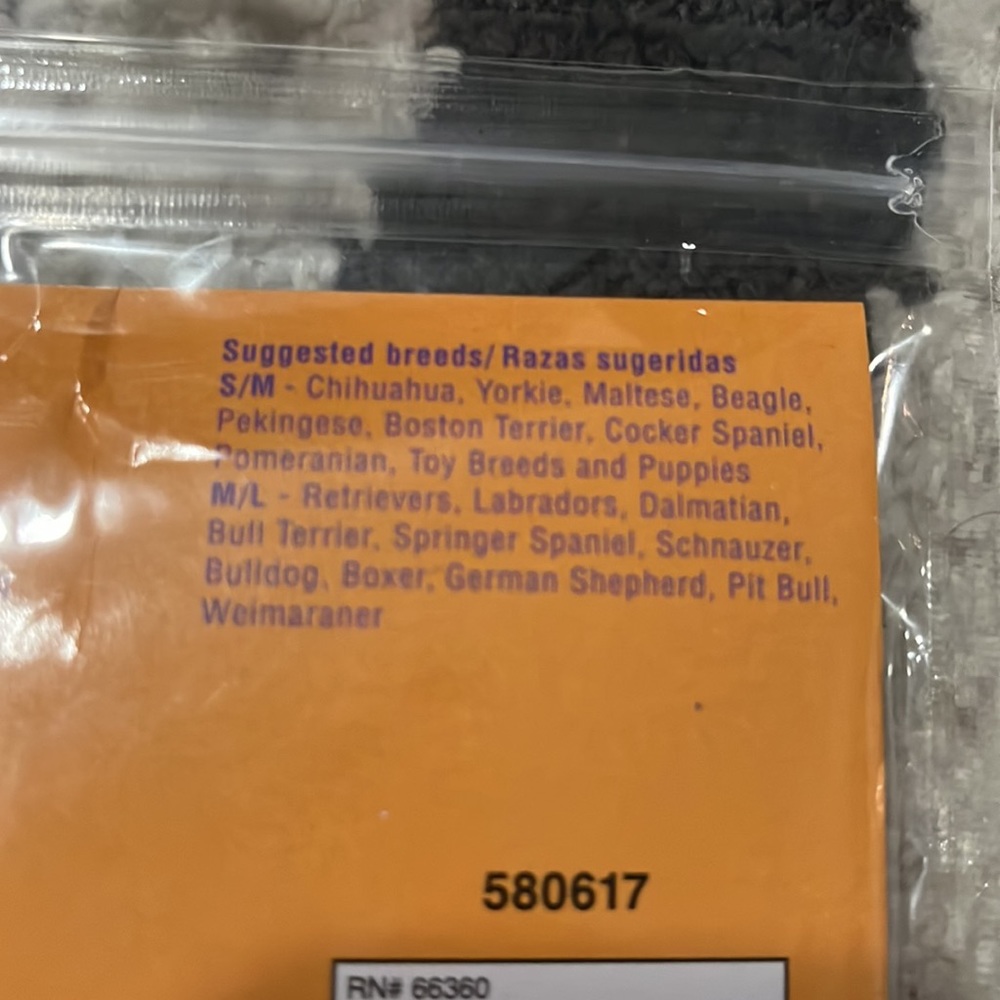 Suggested breeds/ Razas sugeridas
S/M - Chihuahua, Yorkie, Maltese, Beagle,
Pekingese, Boston Terrier, Cocker Spaniel,
Pomeranian, Toy Breeds and Puppies
M/L - Retrievers, Labradors, Dalmatian,
Bull Terrier, Springer Spaniel, Schnauzer,
Bulldog, Boxer, German Shepherd, Pit Bull,
Weimaraner
580617
RN# 66360